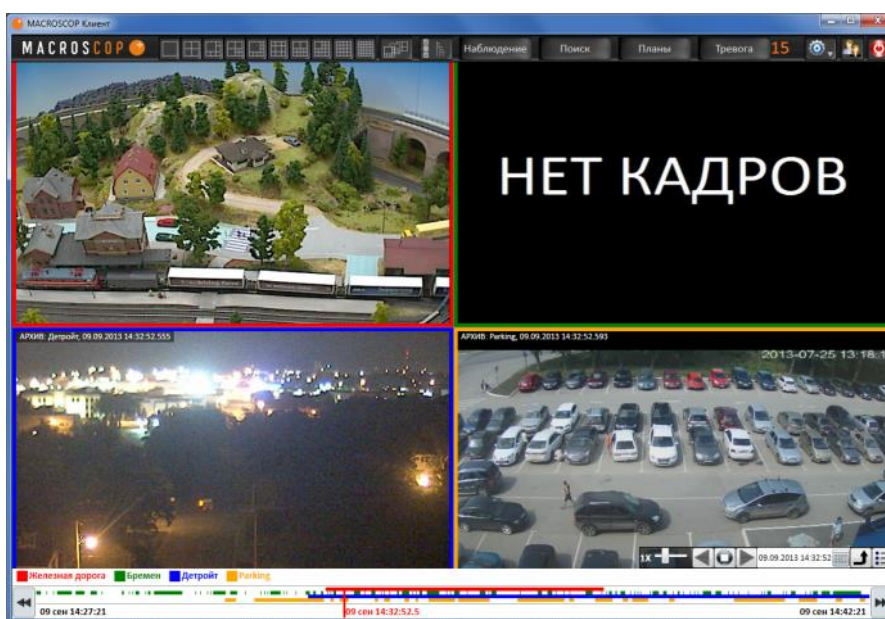 MACROSCOP Клиент
MACROSCOP Наблюдение Поиск Планы Тревога 15
НЕТ КАДРОВ
АРХИВ: Детройт, 09.09.2013 14:32:52.555
АРХИВ: Parking, 09.09.2013 14:32:52.593
2013-07-25 13:18:1
1X 09.09.2013 14:32:52
Железная дорога Бремен Детройт Parking
09 сен 14:27:21 09 сен 14:32:52.5 09 сен 14:42:21